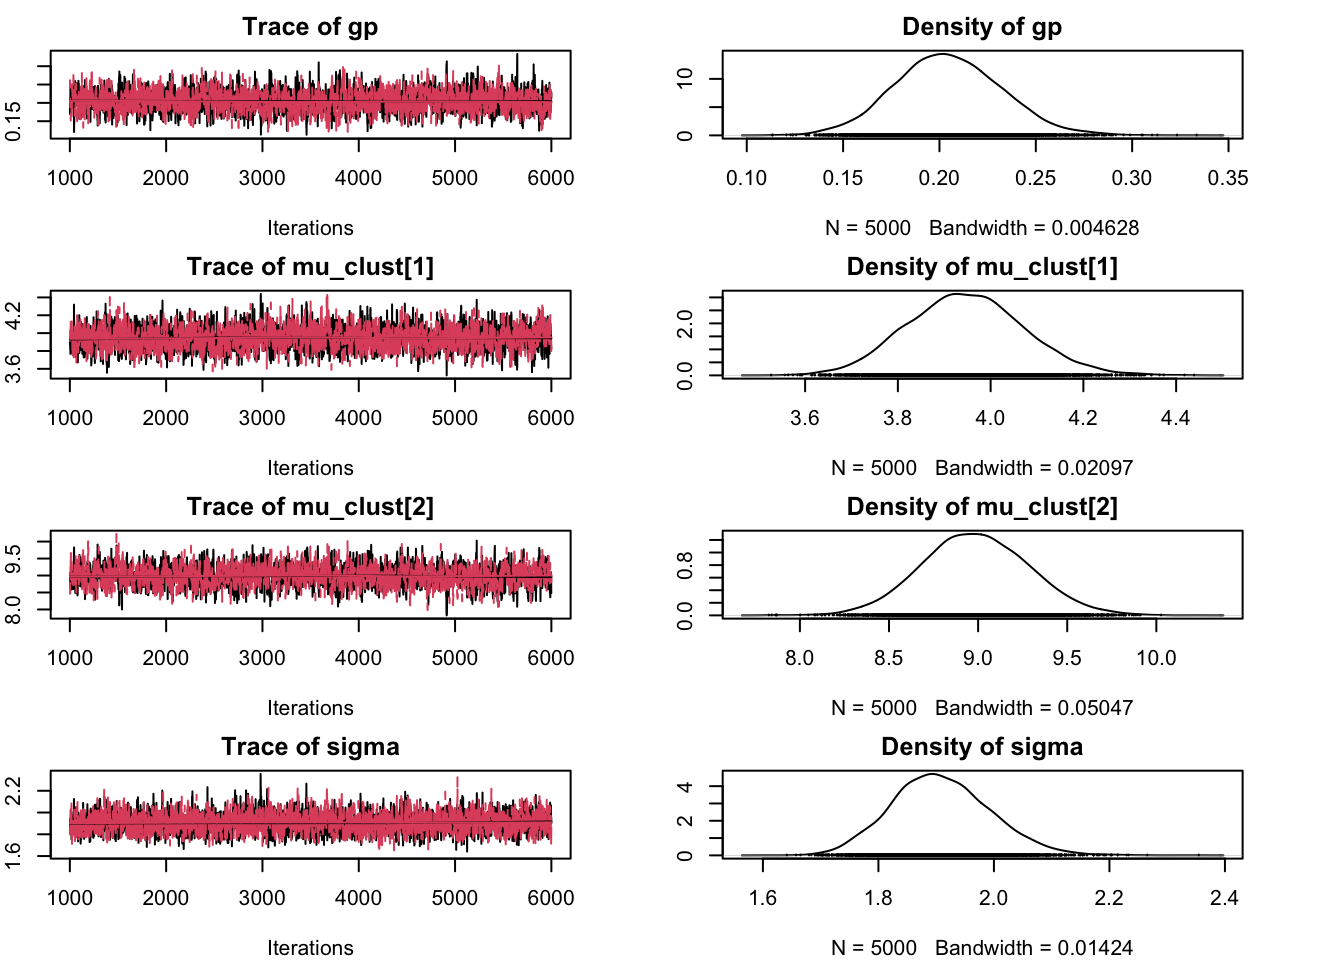 Trace of gp
0.15
1000 2000 3000 4000 5000 6000
Iterations
Density of gp
0 10
0.10 0.15 0.20 0.25 0.30 0.35
N = 5000 Bandwidth = 0.004628
Trace of mu_clust[1]
3.6 4.2
1000 2000 3000 4000 5000 6000
Iterations
Density of mu_clust[1]
0.0 2.0
3.6 3.8 4.0 4.2 4.4
N = 5000 Bandwidth = 0.02097
Trace of mu_clust[2]
8.0 9.5
1000 2000 3000 4000 5000 6000
Iterations
Density of mu_clust[2]
0.0 0.8
8.0 8.5 9.0 9.5 10.0
N = 5000 Bandwidth = 0.05047
Trace of sigma
1.6 2.2
1000 2000 3000 4000 5000 6000
Iterations
Density of sigma
0 2 4
1.6 1.8 2.0 2.2 2.4
N = 5000 Bandwidth = 0.01424